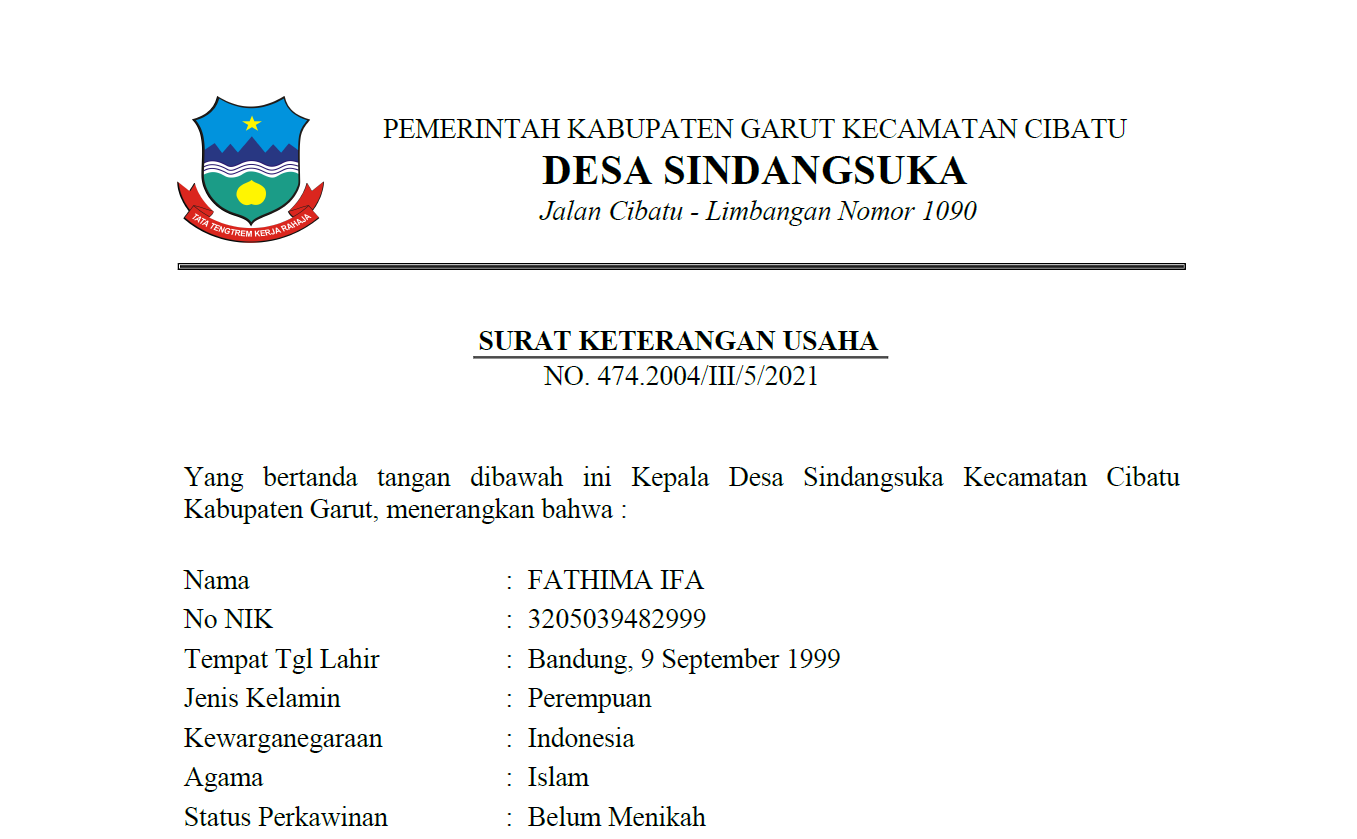 PEMERINTAH KABUPATEN GARUT KECAMATAN CIBATU
DESA SINDANGSUKA
Jalan Cibatu - Limbangan Nomor 1090
TATA TENGTREM KERJA RAHAJA
SURAT KETERANGAN USAHA
NO. 474.2004/III/5/2021
Yang bertanda tangan dibawah ini Kepala Desa Sindangsuka Kecamatan Cibatu
Kabupaten Garut, menerangkan bahwa :
Nama : FATHIMA IFA
No NIK : 3205039482999
Tempat Tgl Lahir : Bandung, 9 September 1999
Jenis Kelamin : Perempuan
Kewarganegaraan : Indonesia
Agama : Islam
Status Perkawinan : Belum Menikah